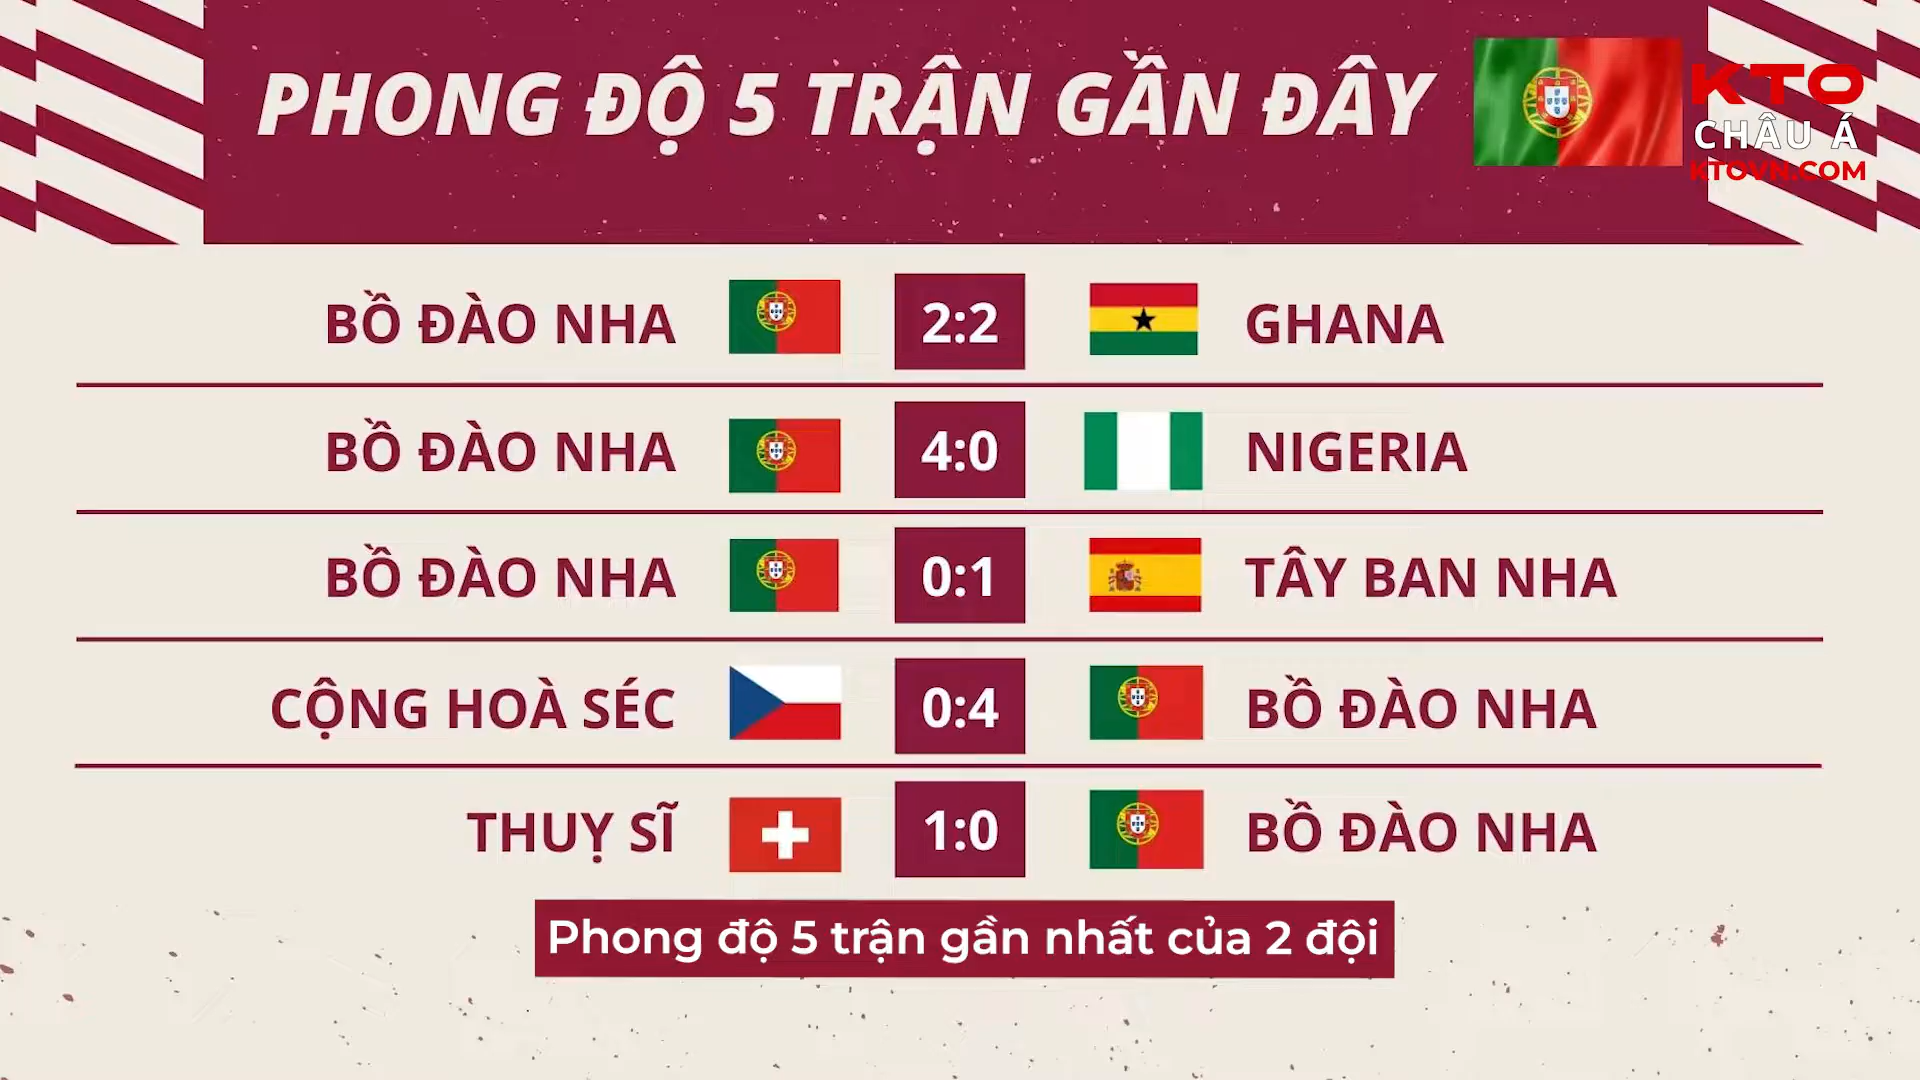 PHONG ĐỘ 5 TRẬN GẦN ĐÂY
KTO
CHÂU Á
KTOVN.COM
BỒ ĐÀO NHA 2:2 GHANA
BỒ ĐÀO NHA 4:0 NIGERIA
BỒ ĐÀO NHA 0:1 TÂY BAN NHA
CỘNG HOÀ SÉC 0:4 BỒ ĐÀO NHA
THUỴ SĨ 1:0 BỒ ĐÀO NHA
Phong độ 5 trận gần nhất của 2 đội